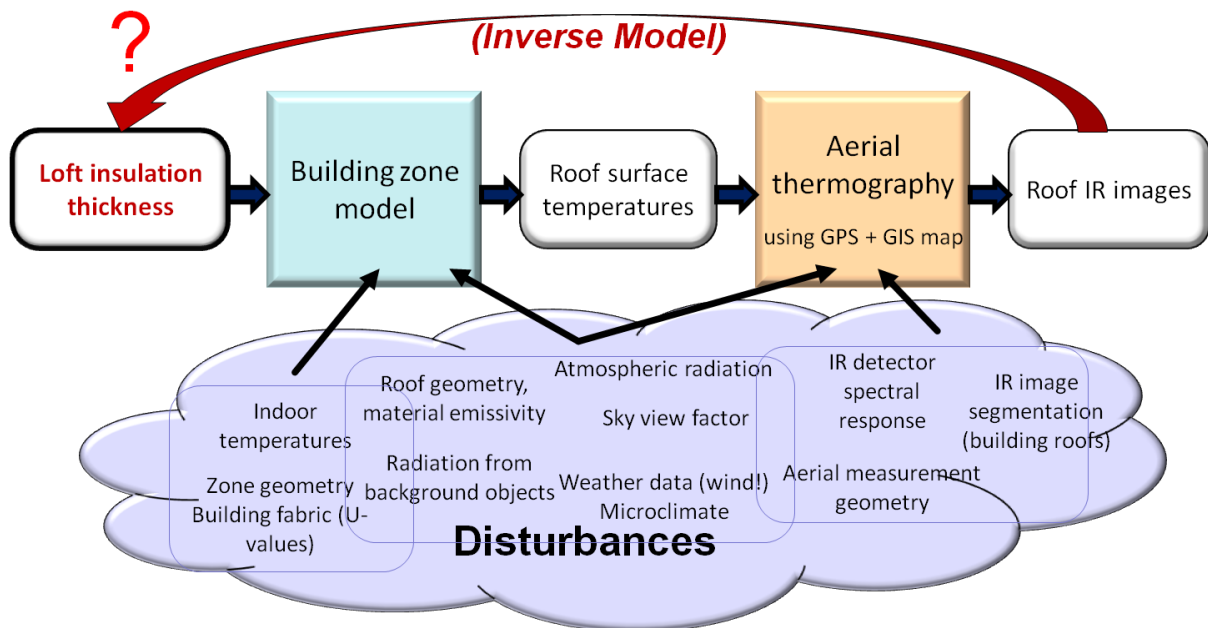 ?
(Inverse Model)
Loft insulation
thickness
Building zone
model
Roof surface
temperatures
Aerial
thermography
using GPS + GIS map
Roof IR images
Indoor
temperatures
Zone geometry
Building fabric (U-
values)
Roof geometry,
material emissivity
Radiation from
background objects
Atmospheric radiation
Sky view factor
Weather data (wind!)
Microclimate
IR detector
spectral
response
Aerial measurement
geometry
IR image
segmentation
(building roofs)
Disturbances